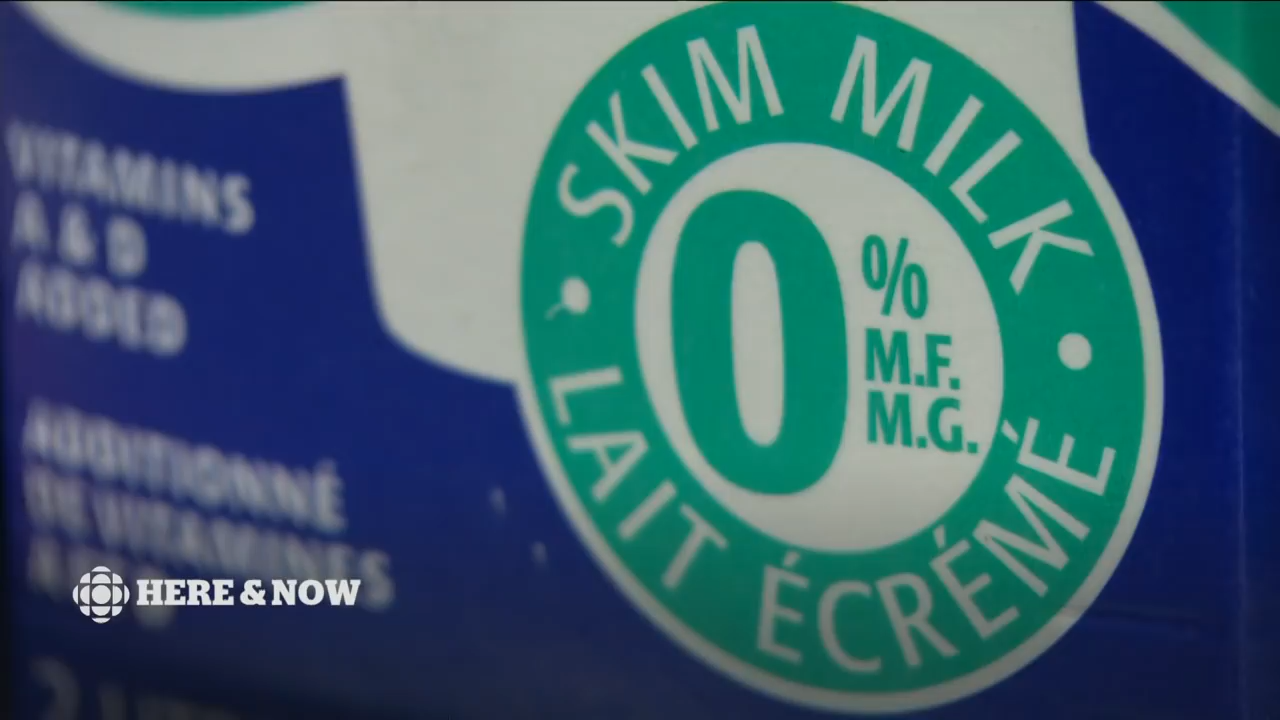 SKIM MILK
0
%
M.F.
M.G.
LAIT ÉCRÉMÉ
VITAMINS
A & D
ADDED
ADDITIONNÉ
DE VITAMINES
HERE & NOW